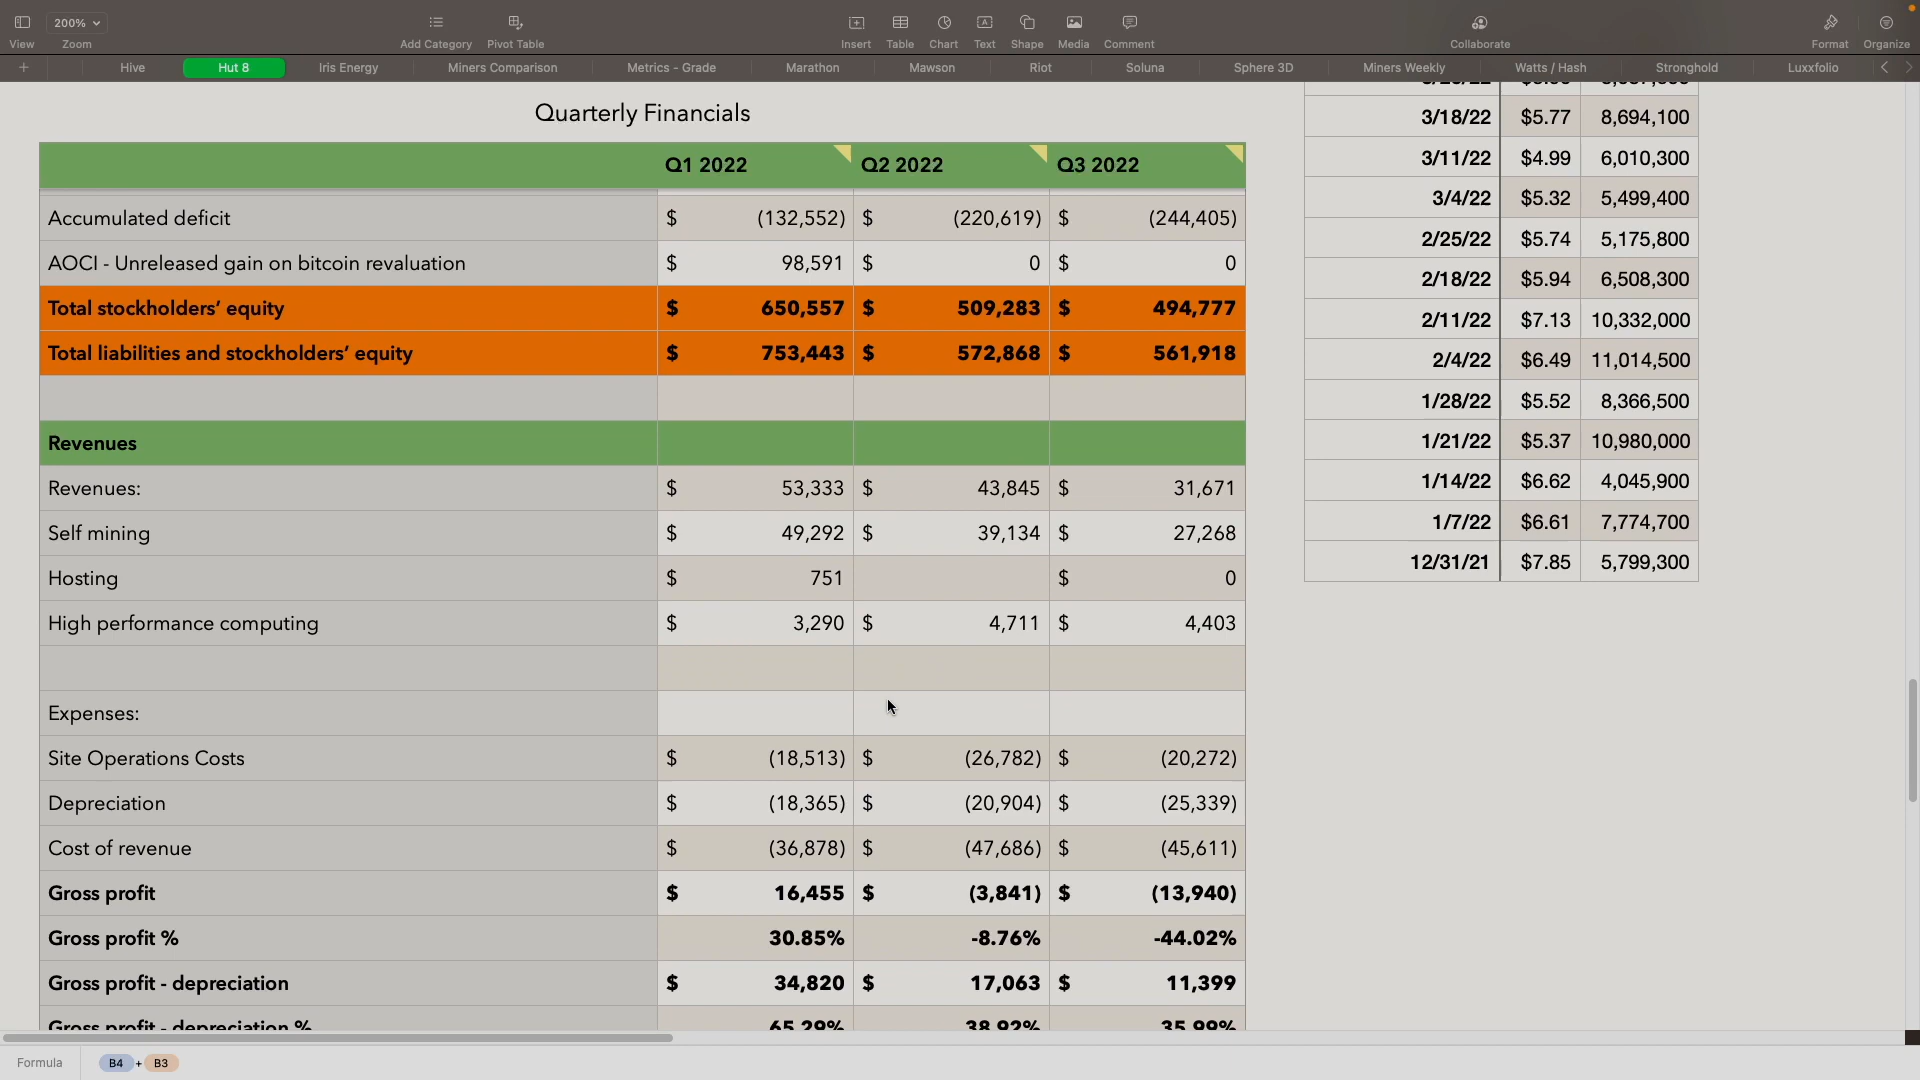 200%
View Zoom Add Category Pivot Table Insert Table Chart Text Shape Media Comment Collaborate Format Organize
+ Hive Hut 8 Iris Energy Miners Comparison Metrics - Grade Marathon Mawson Riot Soluna Sphere 3D Miners Weekly Watts / Hash Stronghold Luxxfolio
Quarterly Financials
Q1 2022 Q2 2022 Q3 2022
Accumulated deficit $ (132,552) $ (220,619) $ (244,405)
AOCI - Unreleased gain on bitcoin revaluation $ 98,591 $ 0 $ 0
Total stockholders’ equity $ 650,557 $ 509,283 $ 494,777
Total liabilities and stockholders’ equity $ 753,443 $ 572,868 $ 561,918
Revenues
Revenues: $ 53,333 $ 43,845 $ 31,671
Self mining $ 49,292 $ 39,134 $ 27,268
Hosting $ 751 $ 0
High performance computing $ 3,290 $ 4,711 $ 4,403
Expenses:
Site Operations Costs $ (18,513) $ (26,782) $ (20,272)
Depreciation $ (18,365) $ (20,904) $ (25,339)
Cost of revenue $ (36,878) $ (47,686) $ (45,611)
Gross profit $ 16,455 $ (3,841) $ (13,940)
Gross profit % 30.85% -8.76% -44.02%
Gross profit - depreciation $ 34,820 $ 17,063 $ 11,399
Gross profit - depreciation % 65.29% 38.92% 35.99%
3/18/22 $5.77 8,694,100
3/11/22 $4.99 6,010,300
3/4/22 $5.32 5,499,400
2/25/22 $5.74 5,175,800
2/18/22 $5.94 6,508,300
2/11/22 $7.13 10,332,000
2/4/22 $6.49 11,014,500
1/28/22 $5.52 8,366,500
1/21/22 $5.37 10,980,000
1/14/22 $6.62 4,045,900
1/7/22 $6.61 7,774,700
12/31/21 $7.85 5,799,300
Formula B4 + B3